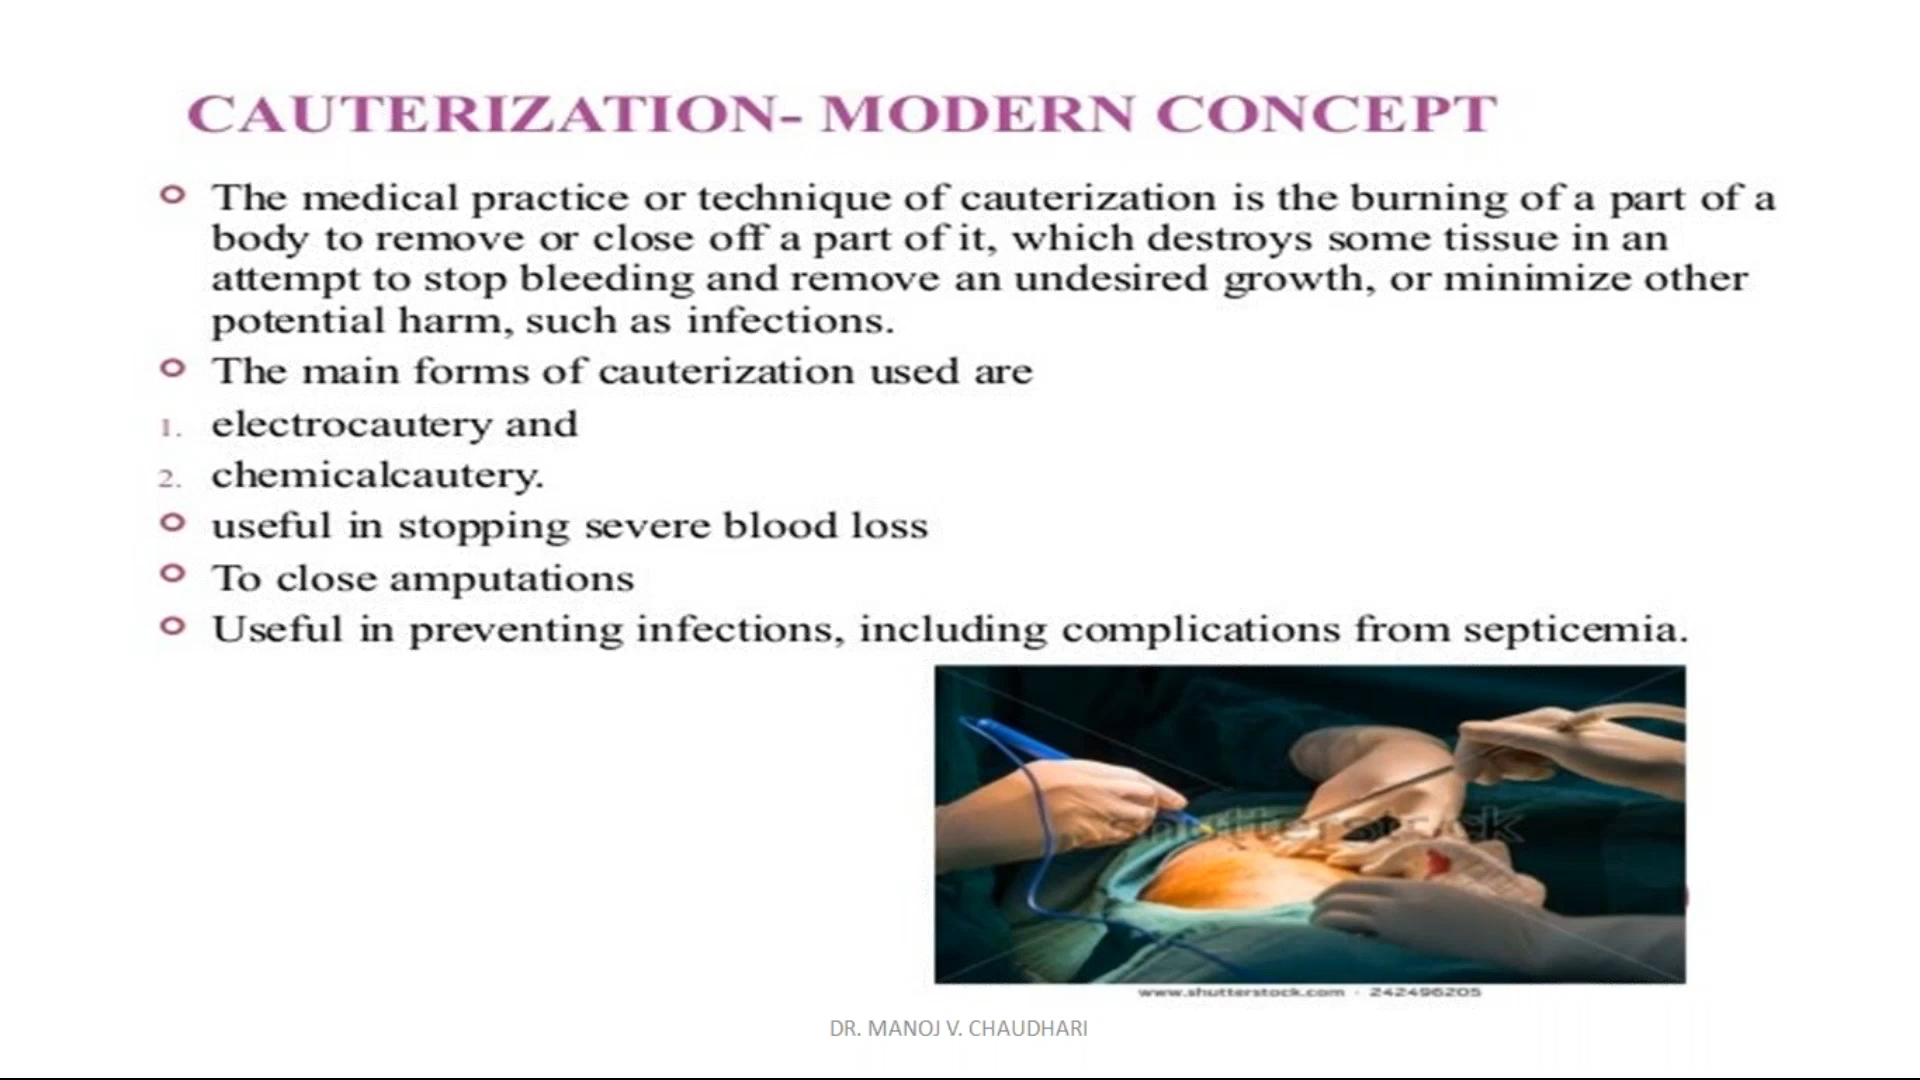 CAUTERIZATION- MODERN CONCEPT
The medical practice or technique of cauterization is the burning of a part of a
body to remove or close off a part of it, which destroys some tissue in an
attempt to stop bleeding and remove an undesired growth, or minimize other
potential harm, such as infections.
The main forms of cauterization used are
1. electrocautery and
2. chemicalcautery.
useful in stopping severe blood loss
To close amputations
Useful in preventing infections, including complications from septicemia.
shutterstock
www.shutterstock.com · 242496205
DR. MANOJ V. CHAUDHARI